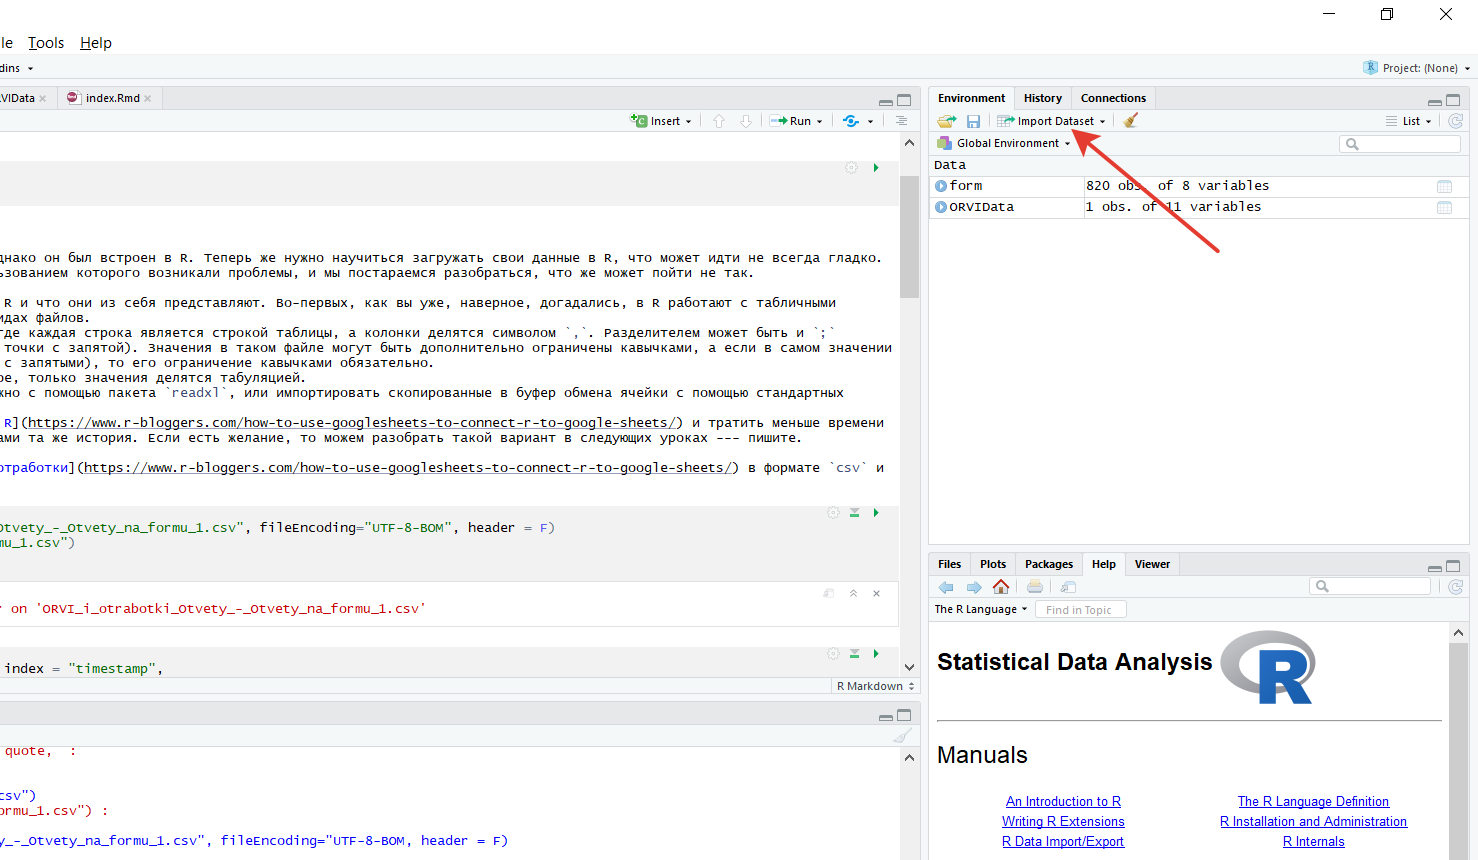 le Tools Help
dins
Project: (None)
VIData
index.Rmd
Insert
Run
однако он был встроен в R. Теперь же нужно научиться загружать свои данные в R, что может идти не всегда гладко.
ьзованием которого возникали проблемы, и мы постараемся разобраться, что же может пойти не так.
R и что они из себя представляют. Во-первых, как вы уже, наверное, догадались, в R работают с табличными
идах файлов.
где каждая строка является строкой таблицы, а колонки делятся символом `,`. Разделителем может быть и `;`
точки с запятой). Значения в таком файле могут быть дополнительно ограничены кавычками, а если в самом значении
с запятыми), то его ограничение кавычками обязательно.
ое, только значения делятся табуляцией.
жно с помощью пакета `readxl`, или импортировать скопированные в буфер обмена ячейки с помощью стандартных
R](https://www.r-bloggers.com/how-to-use-googlesheets-to-connect-r-to-google-sheets/) и тратить меньше времени
ами та же история. Если есть желание, то можем разобрать такой вариант в следующих уроках --- пишите.
отработки](https://www.r-bloggers.com/how-to-use-googlesheets-to-connect-r-to-google-sheets/) в формате `csv` и
Otvety_-_Otvety_na_formu_1.csv", fileEncoding="UTF-8-BOM", header = F)
mu_1.csv")
r on 'ORVI_i_otrabotki_Otvety_-_Otvety_na_formu_1.csv'
index = "timestamp",
R Markdown
quote, :
csv")
ormu_1.csv") :
y_-_Otvety_na_formu_1.csv", fileEncoding="UTF-8-BOM, header = F)
Environment History Connections
Import Dataset
List
Global Environment
Data
form 820 obs. of 8 variables
ORVIData 1 obs. of 11 variables
Files Plots Packages Help Viewer
The R Language
Find in Topic
Statistical Data Analysis R
Manuals
An Introduction to R
The R Language Definition
Writing R Extensions
R Installation and Administration
R Data Import/Export
R Internals